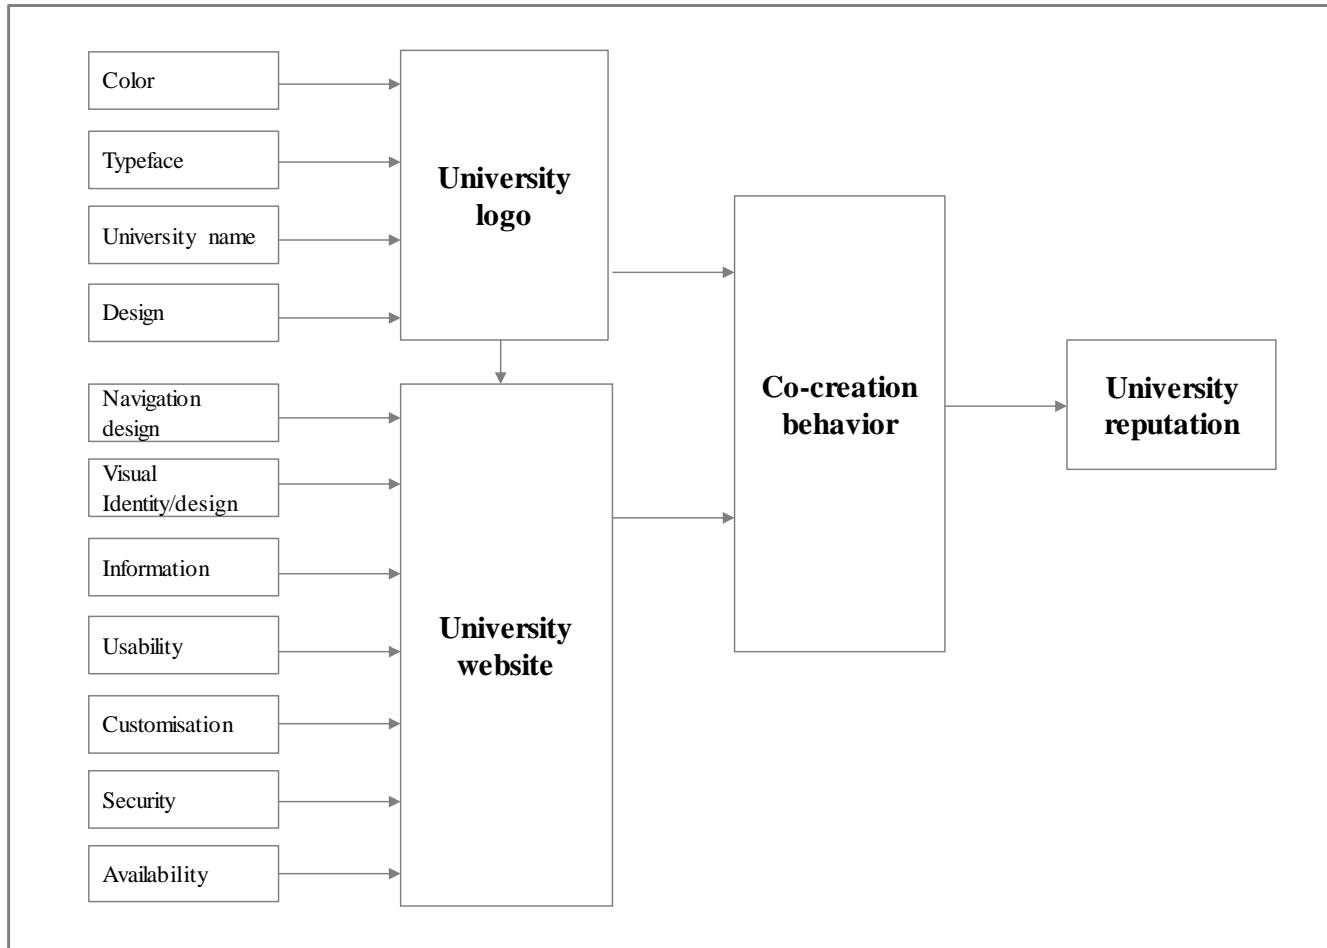 Color
Typeface
University name
Design
University
logo
Navigation
design
Visual
Identity/design
Information
Usability
Customisation
Security
Availability
University
website
Co-creation
behavior
University
reputation